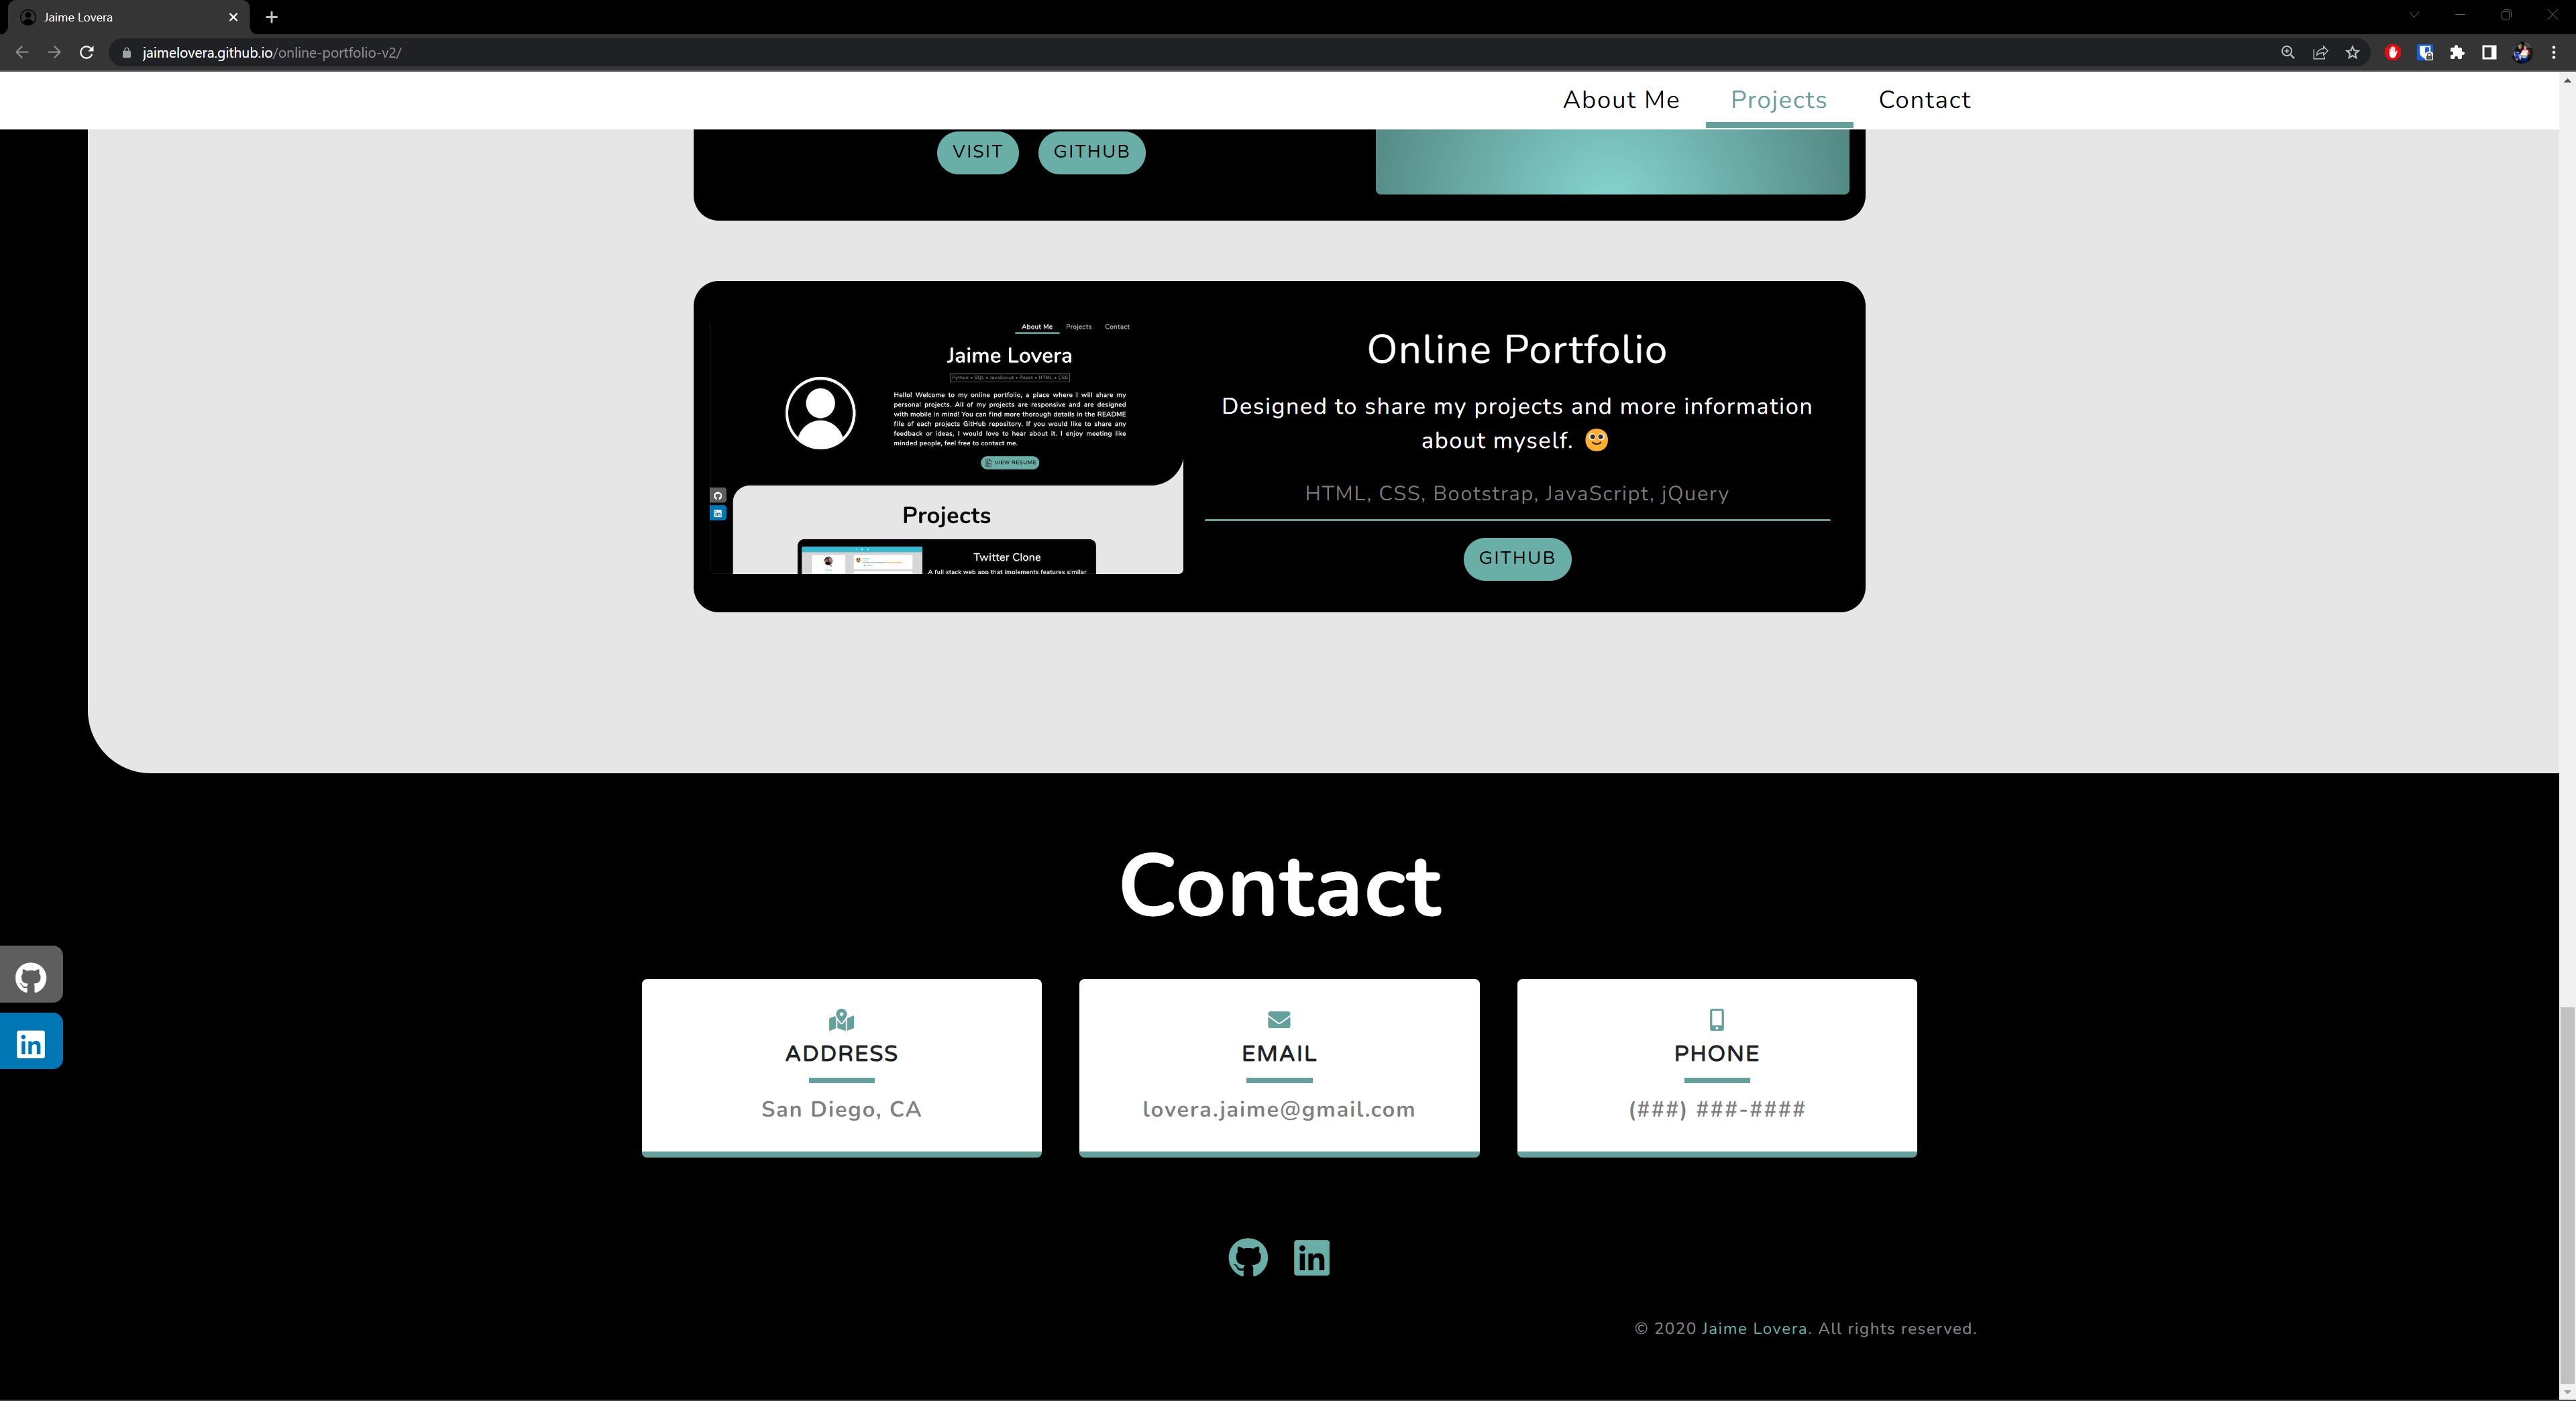 Jaime Lovera
jaimelovera.github.io/online-portfolio-v2/
About Me
Projects
Contact
VISIT
GITHUB
About Me
Projects
Contact
Jaime Lovera
Python • SQL • JavaScript • React • HTML • CSS
Hello! Welcome to my online portfolio, a place where I will share my
personal projects. All of my projects are responsive and are designed
with mobile in mind! You can find more thorough details in the README
file of each projects GitHub repository. If you would like to share any
feedback or ideas, I would love to hear about it. I enjoy meeting like
minded people, feel free to contact me.
VIEW RESUME
Projects
Twitter Clone
A full stack web app that implements features similar
Online Portfolio
Designed to share my projects and more information
about myself. 🙂
HTML, CSS, Bootstrap, JavaScript, jQuery
GITHUB
Contact
in
ADDRESS
San Diego, CA
EMAIL
lovera.jaime@gmail.com
PHONE
(###) ###-####
in
© 2020 Jaime Lovera. All rights reserved.